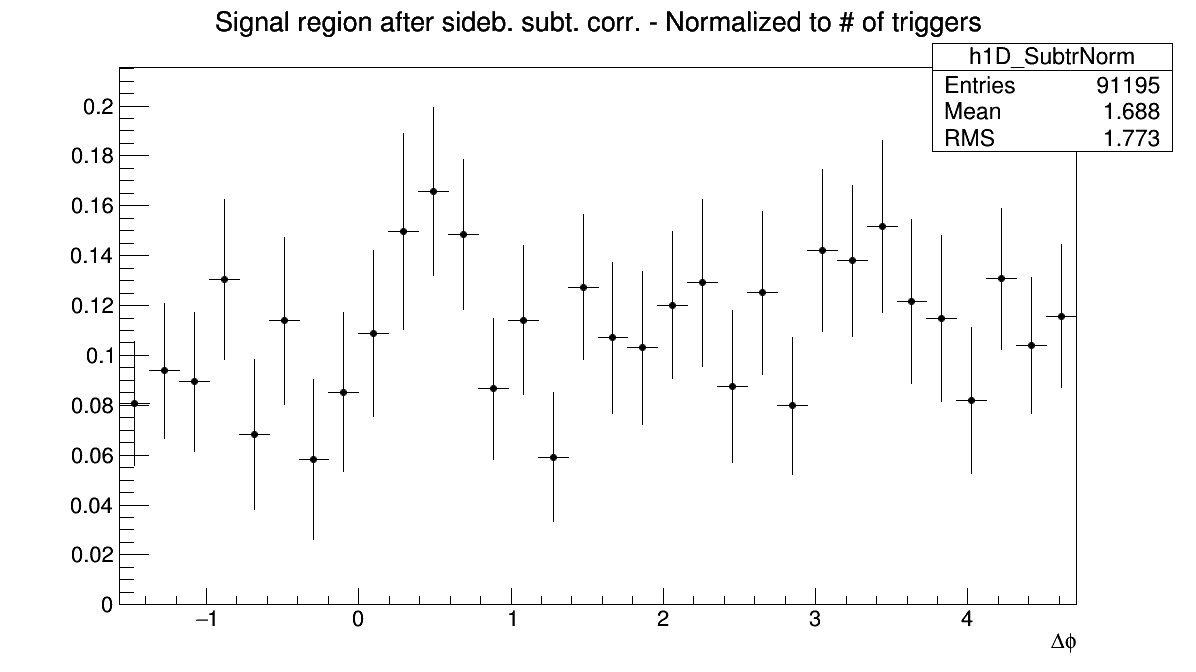 Signal region after sideb. subt. corr. - Normalized to # of triggers
h1D_SubtrNorm
Entries 91195
Mean 1.688
RMS 1.773
0.2
0.18
0.16
0.14
0.12
0.1
0.08
0.06
0.04
0.02
0
−1 0 1 2 3 4
Δϕ